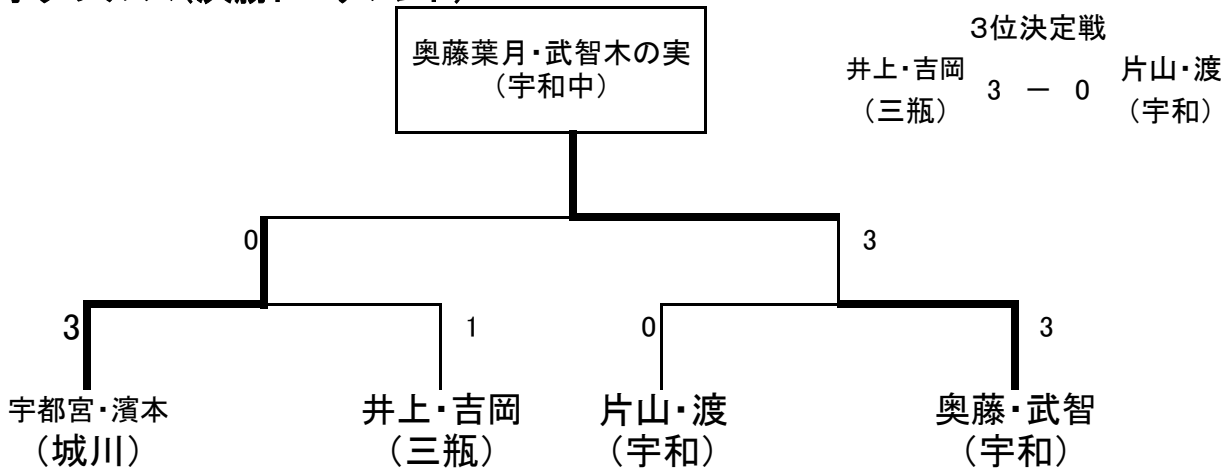 奥藤葉月・武智木の実
（宇和中）
3位決定戦
井上・吉岡
（三瓶）
3 － 0
片山・渡
（宇和）
0
3
3
1
0
3
宇都宮・濱本
（城川）
井上・吉岡
（三瓶）
片山・渡
（宇和）
奥藤・武智
（宇和）